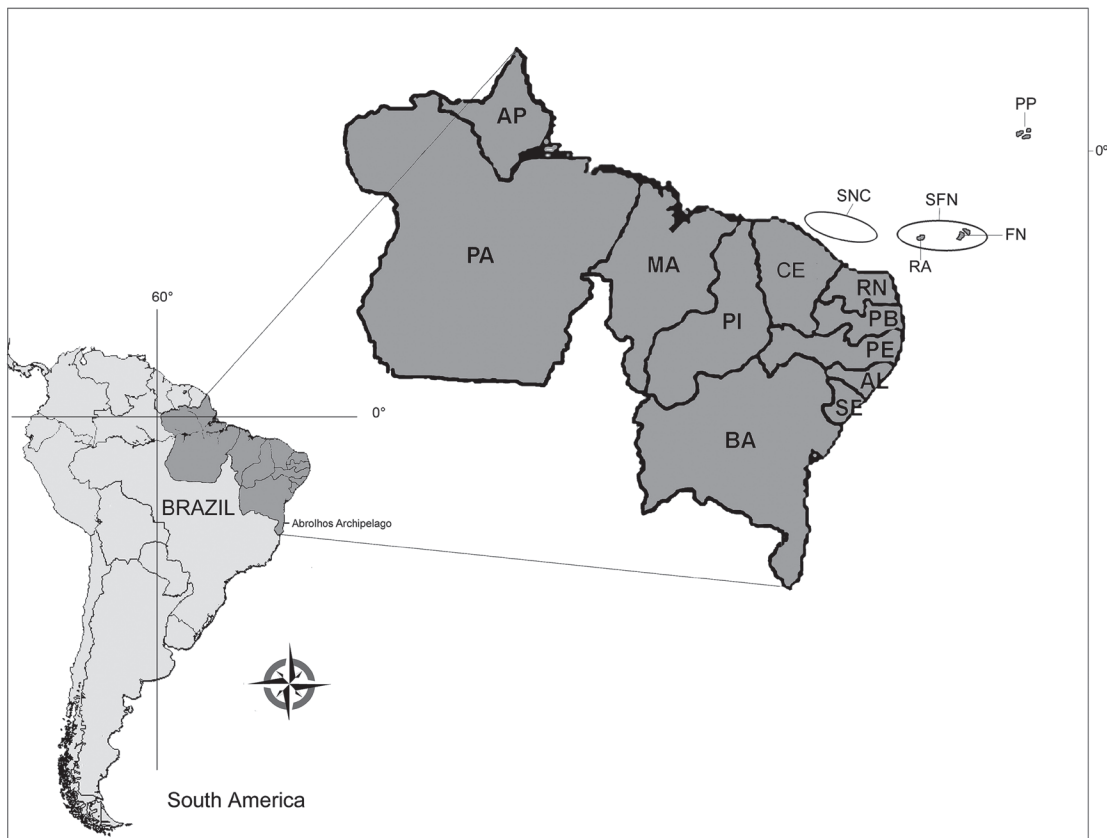 PP
AP
0º
SNC
SFN
FN
RA
PA
MA
CE
RN
PI
PB
PE
AL
SE
BA
60°
0°
BRAZIL
Abrolhos Archipelago
South America